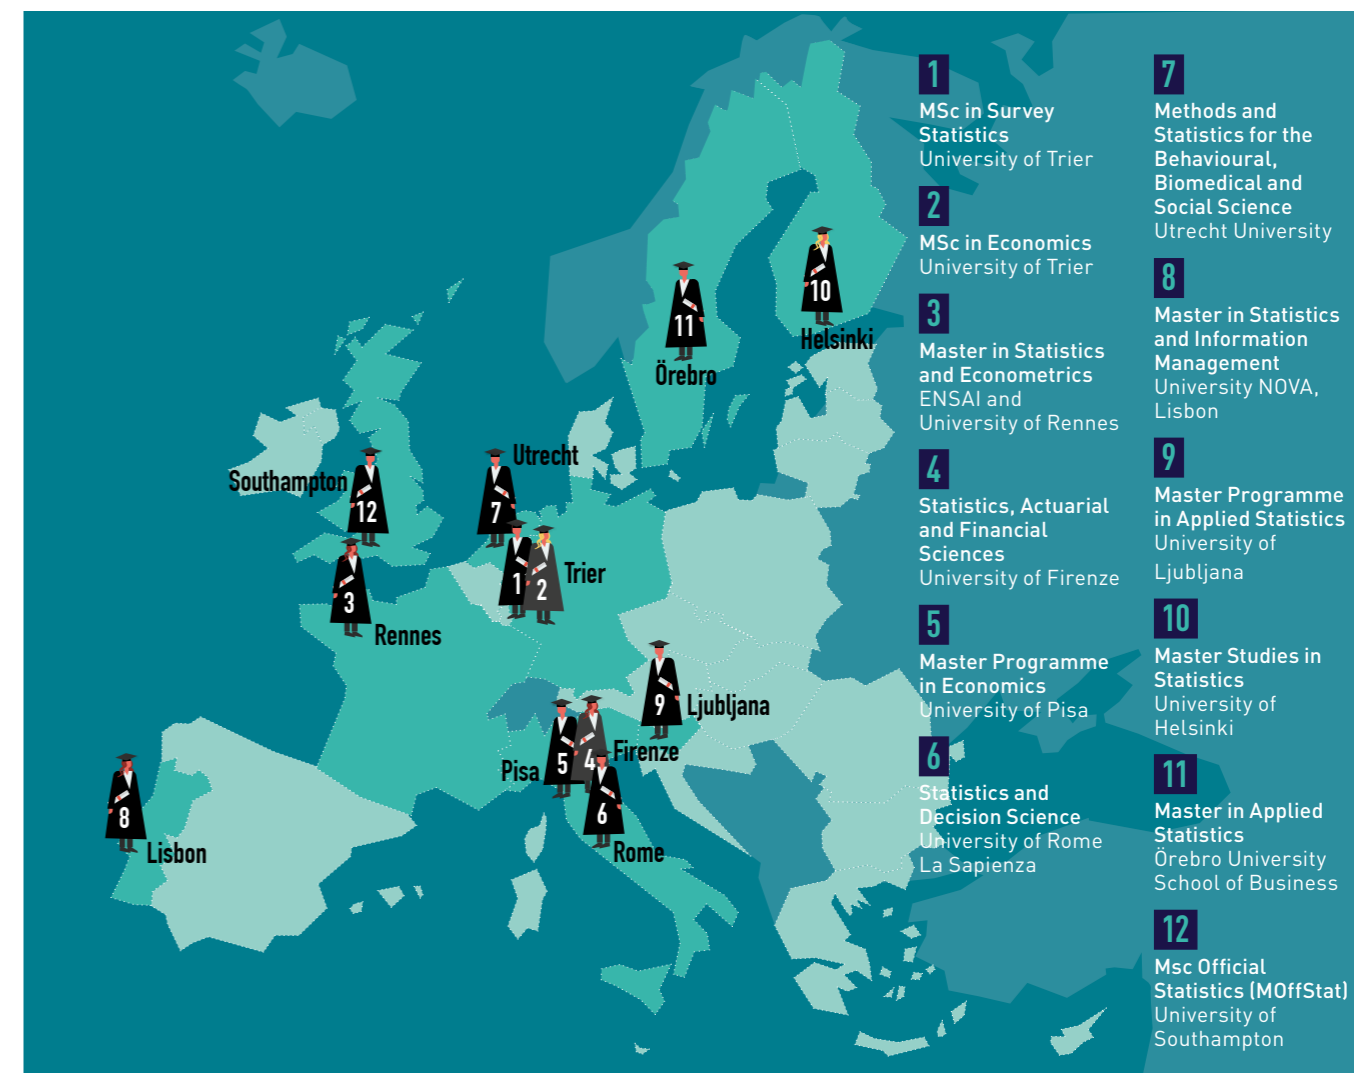 Helsinki
10
Örebro
11
Utrecht
7
Southampton
12
Trier
1
2
3
Rennes
Ljubljana
9
Firenze
4
Pisa
5
6
Rome
8
Lisbon
1
MSc in Survey
Statistics
University of Trier
2
MSc in Economics
University of Trier
3
Master in Statistics
and Econometrics
ENSAI and
University of Rennes
4
Statistics, Actuarial
and Financial
Sciences
University of Firenze
5
Master Programme
in Economics
University of Pisa
6
Statistics and
Decision Science
University of Rome
La Sapienza
7
Methods and
Statistics for the
Behavioural,
Biomedical and
Social Science
Utrecht University
8
Master in Statistics
and Information
Management
University NOVA,
Lisbon
9
Master Programme
in Applied Statistics
University of
Ljubljana
10
Master Studies in
Statistics
University of
Helsinki
11
Master in Applied
Statistics
Örebro University
School of Business
12
Msc Official
Statistics (MOffStat)
University of
Southampton